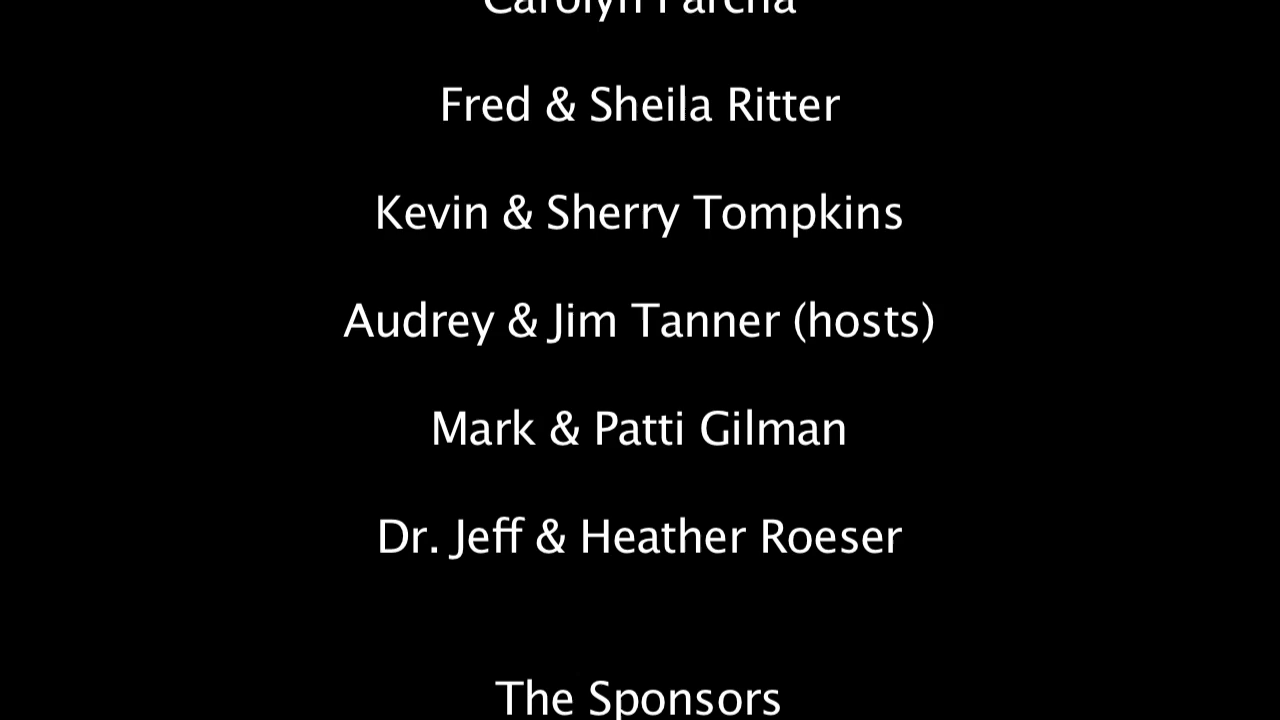 Carolyn
Fred & Sheila Ritter
Kevin & Sherry Tompkins
Audrey & Jim Tanner (hosts)
Mark & Patti Gilman
Dr. Jeff & Heather Roeser
The Sponsors